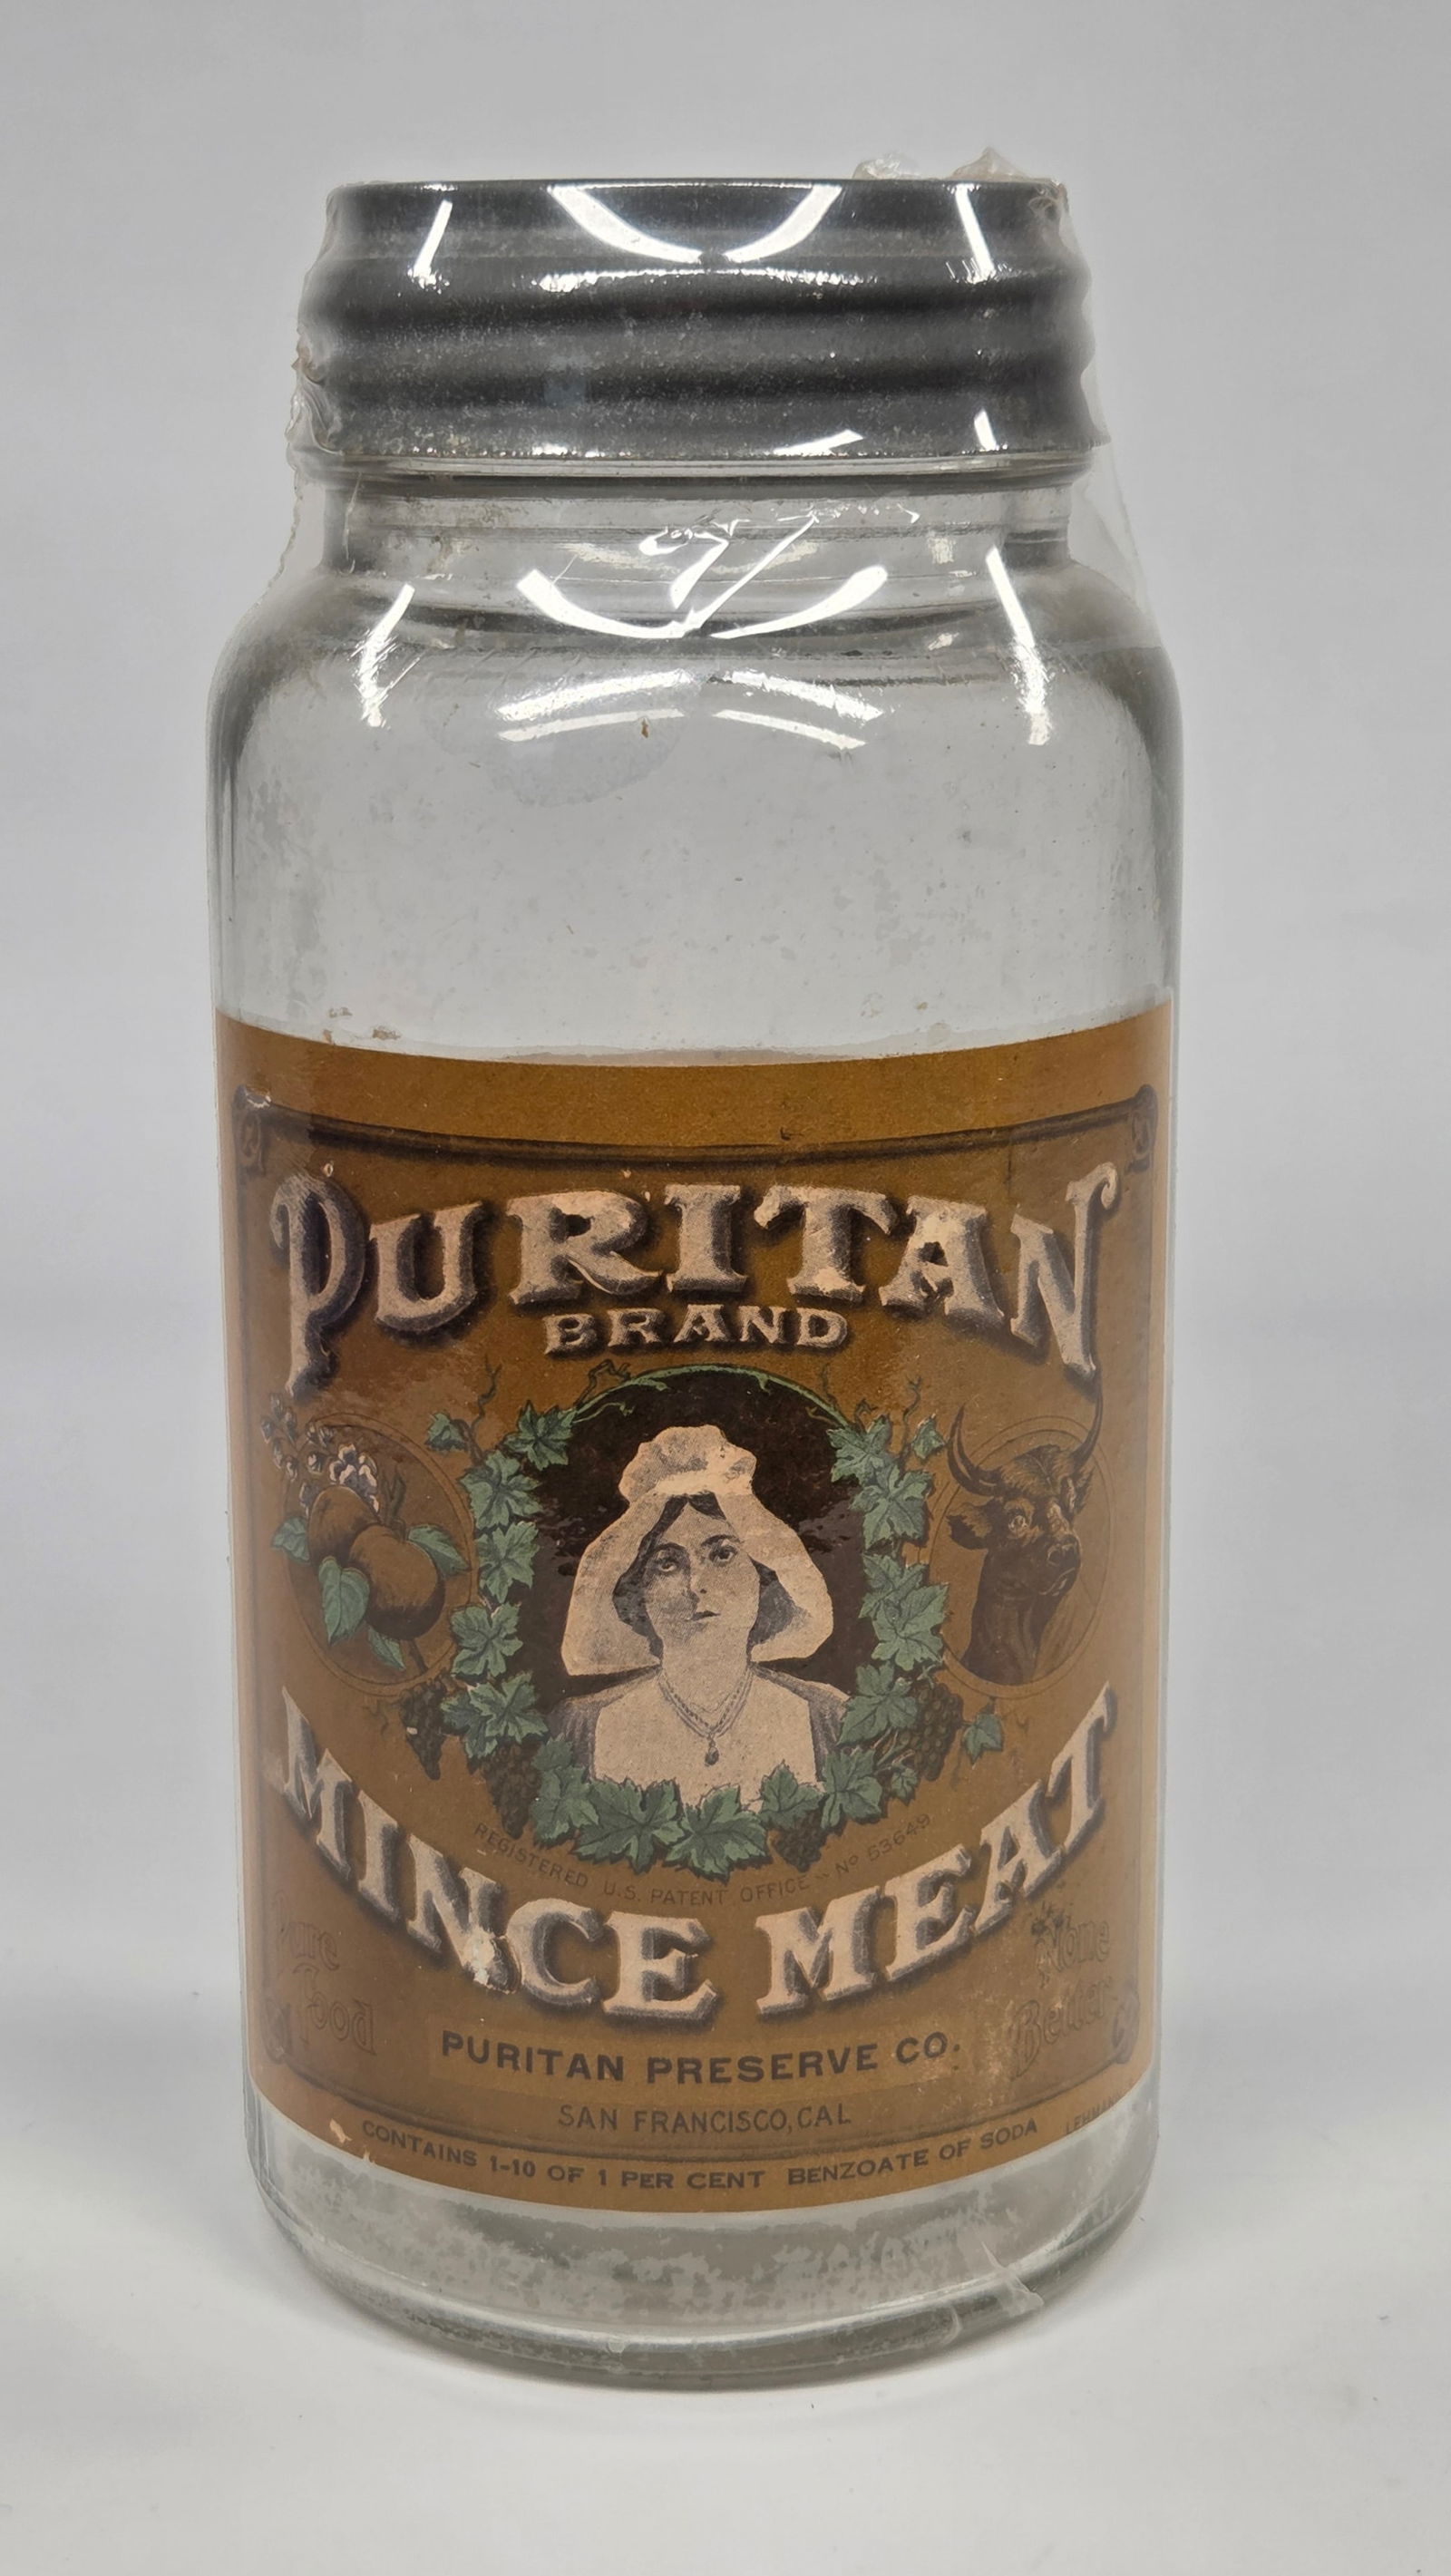 PURITAN
BRAND
REGISTERED U.S. PATENT OFFICE Nº 53649
MINCE MEAT
Pure
Food
None
Better
PURITAN PRESERVE CO.
SAN FRANCISCO, CAL
CONTAINS 1-10 OF 1 PER CENT BENZOATE OF SODA